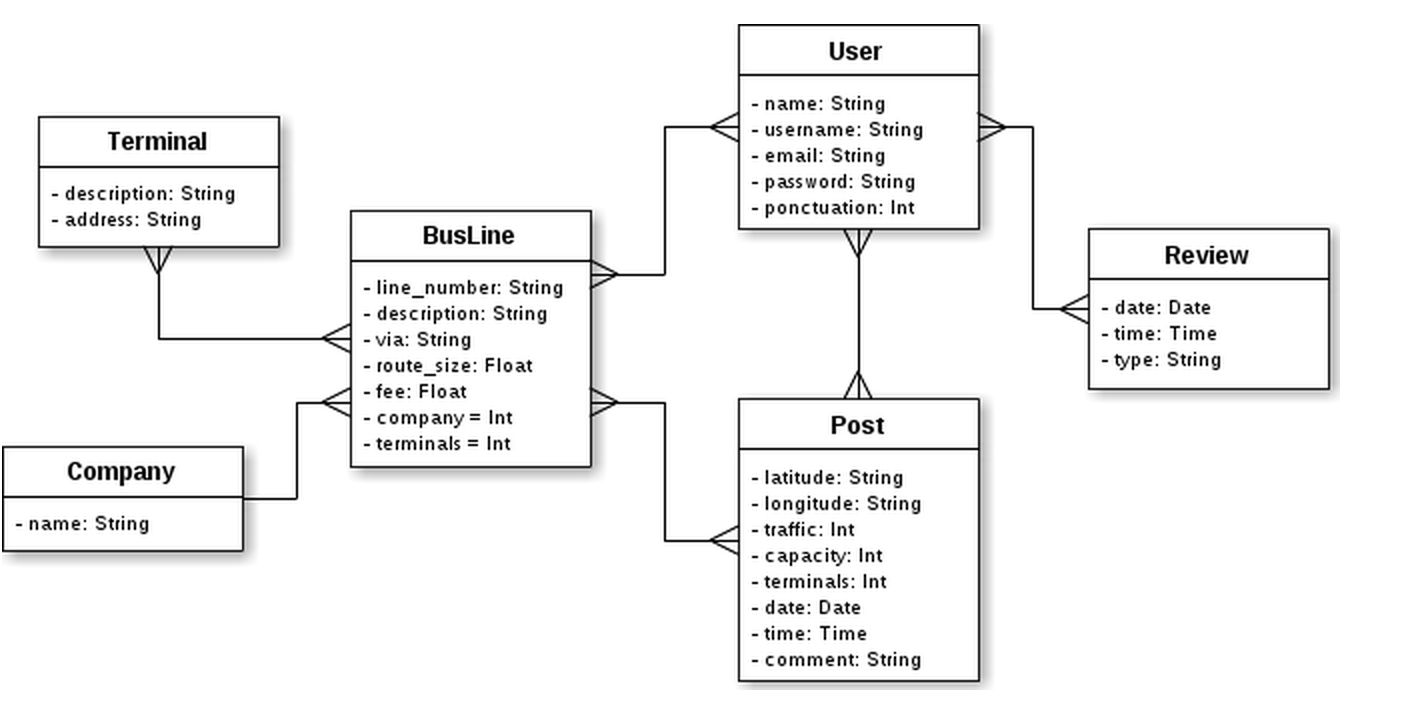 Terminal
- description: String
- address: String
Company
- name: String
BusLine
- line_number: String
- description: String
- via: String
- route_size: Float
- fee: Float
- company = Int
- terminals = Int
User
- name: String
- username: String
- email: String
- password: String
- ponctuation: Int
Post
- latitude: String
- longitude: String
- traffic: Int
- capacity: Int
- terminals: Int
- date: Date
- time: Time
- comment: String
Review
- date: Date
- time: Time
- type: String